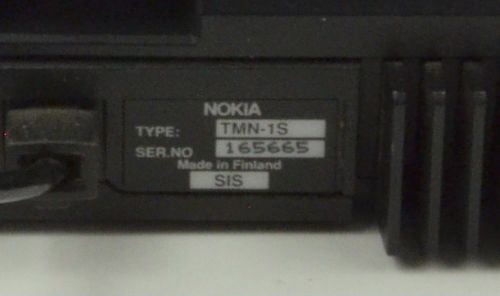 NOKIA
TYPE: TMN-1S
SER.NO 165665
Made in Finland
SIS